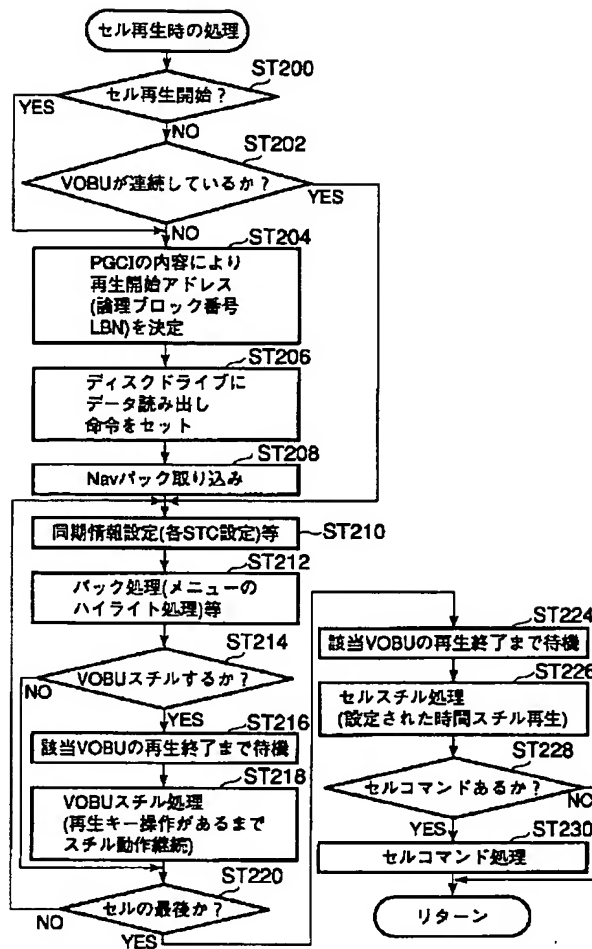 セル再生時の処理
ST200
セル再生開始?
YES
NO
ST202
VOBUが連続しているか?
YES
NO
ST204
PGCIの内容により
再生開始アドレス
(論理ブロック番号
LBN)を決定
ST206
ディスクドライブに
データ読み出し
命令をセット
ST208
Navパック取り込み
同期情報設定(各STC設定)等
ST210
ST212
パック処理(メニューの
ハイライト処理)等
ST214
VOBUスチルするか?
NO
YES
ST216
該当VOBUの再生終了まで待機
ST218
VOBUスチル処理
(再生キー操作があるまで
スチル動作継続)
ST220
セルの最後か?
NO
YES
ST224
該当VOBUの再生終了まで待機
ST226
セルスチル処理
(設定された時間スチル再生)
ST228
セルコマンドあるか?
NO
YES
ST230
セルコマンド処理
リターン